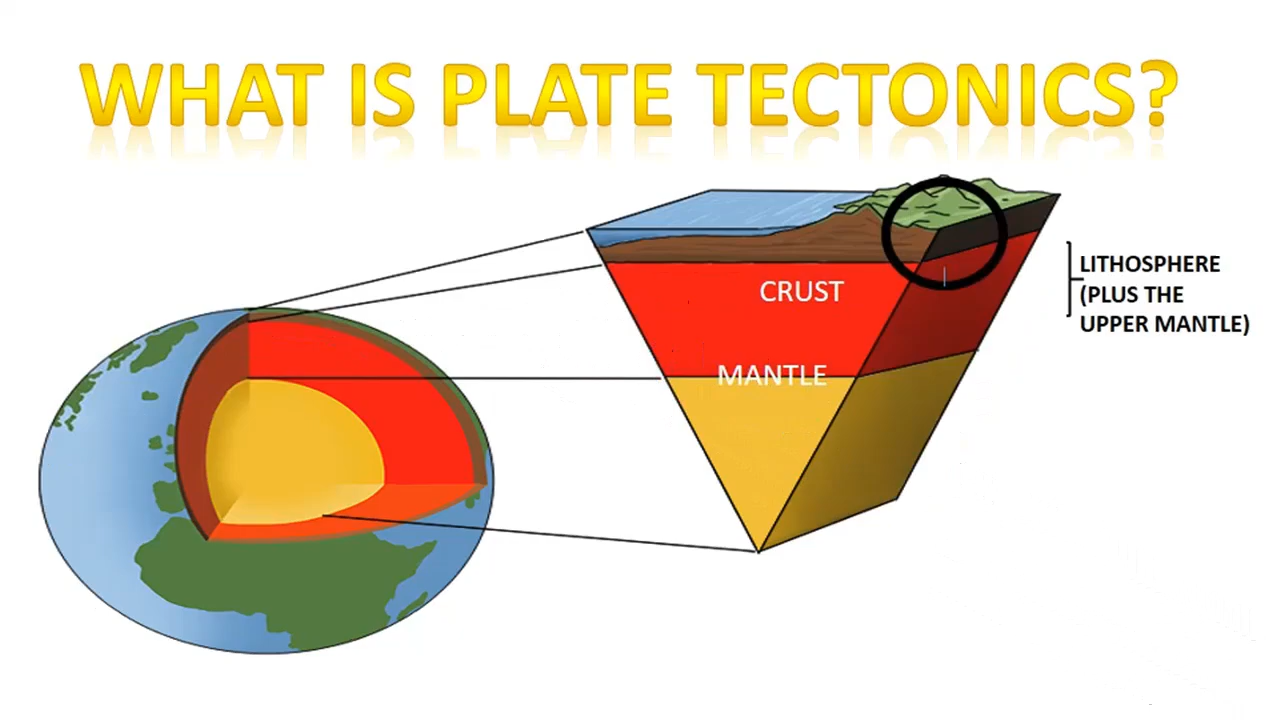 WHAT IS PLATE TECTONICS?
CRUST
MANTLE
LITHOSPHERE
(PLUS THE
UPPER MANTLE)